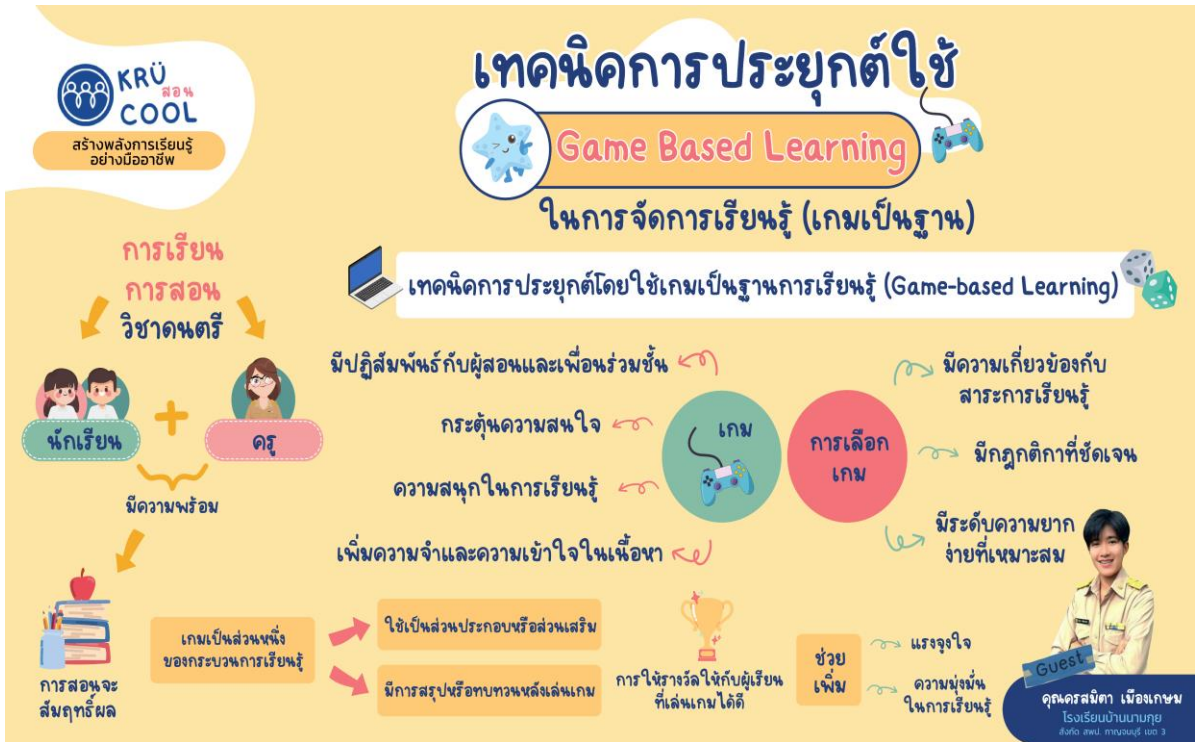 KRÜ
สอน
COOL
สร้างพลังการเรียนรู้
อย่างมืออาชีพ
เทคนิคการประยุกต์ใช้
Game Based Learning
ในการจัดการเรียนรู้ (เกมเป็นฐาน)
เทคนิคการประยุกต์โดยใช้เกมเป็นฐานการเรียนรู้ (Game-based Learning)
การเรียน
การสอน
วิชาดนตรี
นักเรียน
+
ครู
มีความพร้อม
การสอนจะ
สัมฤทธิ์ผล
มีปฏิสัมพันธ์กับผู้สอนและเพื่อนร่วมชั้น
กระตุ้นความสนใจ
ความสนุกในการเรียนรู้
เพิ่มความจำและความเข้าใจในเนื้อหา
เกม
การเลือก
เกม
มีความเกี่ยวข้องกับ
สาระการเรียนรู้
มีกฎกติกาที่ชัดเจน
มีระดับความยาก
ง่ายที่เหมาะสม
เกมเป็นส่วนหนึ่ง
ของกระบวนการเรียนรู้
ใช้เป็นส่วนประกอบหรือส่วนเสริม
มีการสรุปหรือทบทวนหลังเล่นเกม
การให้รางวัลให้กับผู้เรียน
ที่เล่นเกมได้ดี
ช่วย
เพิ่ม
แรงจูงใจ
ความมุ่งมั่น
ในการเรียนรู้
Guest
คุณครสมิตา เมืองเกษม
โรงเรียนบ้านนามกุย
สังกัด สพป. กาญจนบุรี เขต 3